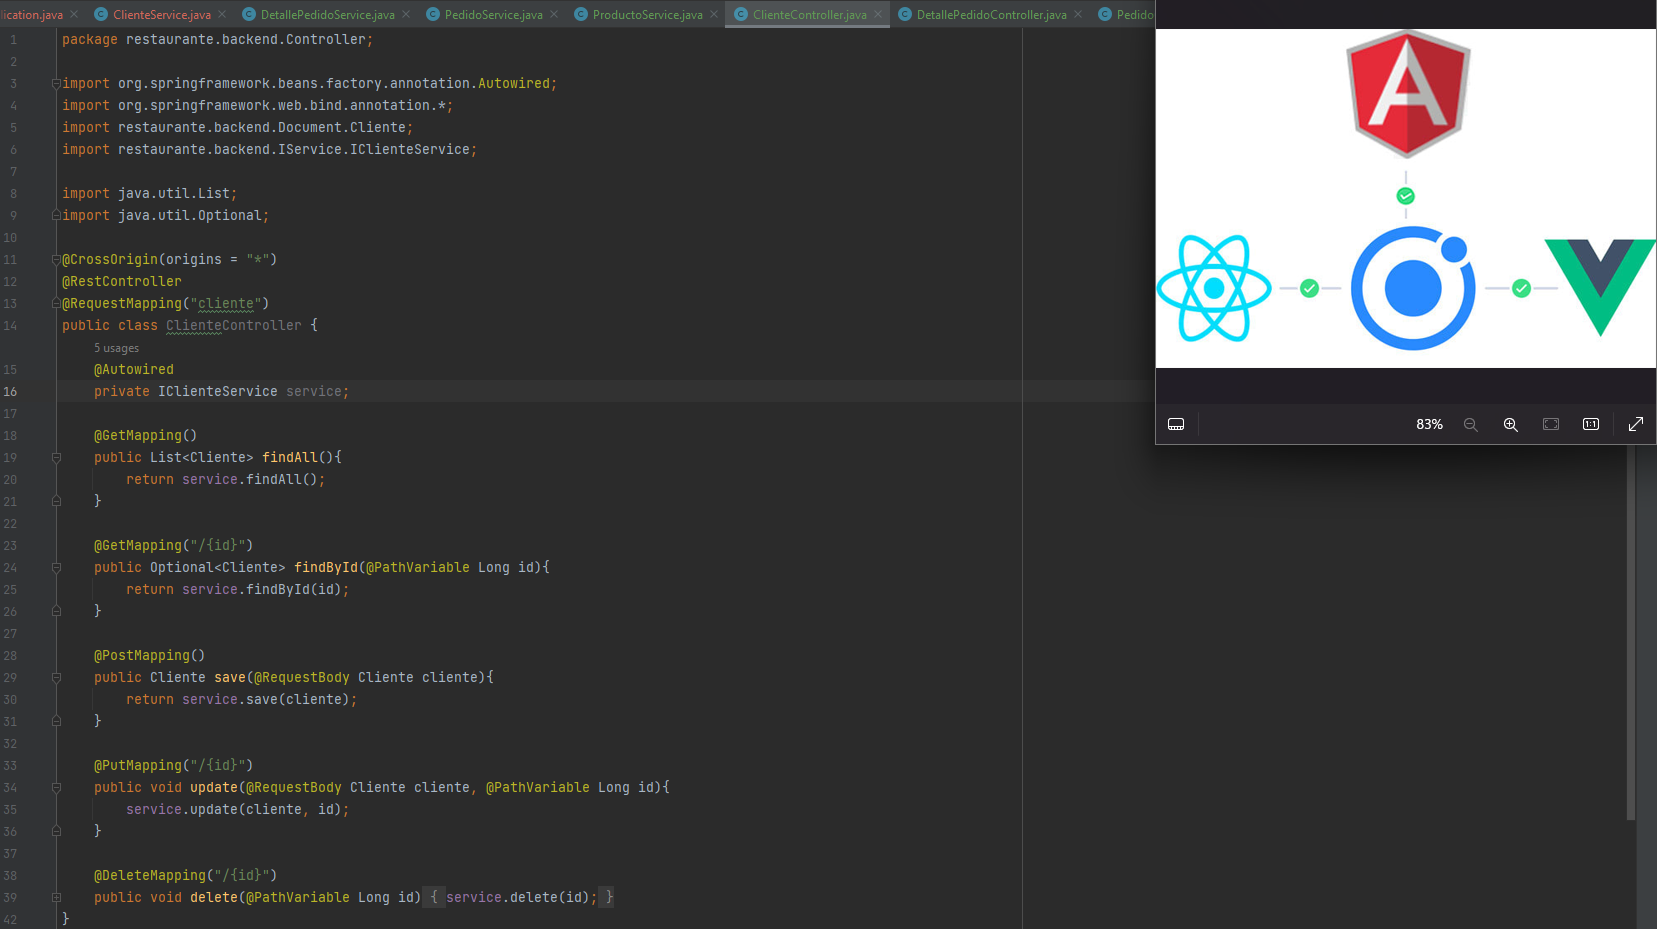 lication.java ClienteService.java DetallePedidoService.java PedidoService.java ProductoService.java ClienteController.java DetallePedidoController.java Pedido
1 package restaurante.backend.Controller;
2
3 import org.springframework.beans.factory.annotation.Autowired;
4 import org.springframework.web.bind.annotation.*;
5 import restaurante.backend.Document.Cliente;
6 import restaurante.backend.IService.IClienteService;
7
8 import java.util.List;
9 import java.util.Optional;
10
11 @CrossOrigin(origins = "*")
12 @RestController
13 @RequestMapping("cliente")
14 public class ClienteController {
5 usages
15 @Autowired
16 private IClienteService service;
17
18 @GetMapping()
19 public List<Cliente> findAll(){
20 return service.findAll();
21 }
22
23 @GetMapping("/{id}")
24 public Optional<Cliente> findById(@PathVariable Long id){
25 return service.findById(id);
26 }
27
28 @PostMapping()
29 public Cliente save(@RequestBody Cliente cliente){
30 return service.save(cliente);
31 }
32
33 @PutMapping("/{id}")
34 public void update(@RequestBody Cliente cliente, @PathVariable Long id){
35 service.update(cliente, id);
36 }
37
38 @DeleteMapping("/{id}")
39 public void delete(@PathVariable Long id) { service.delete(id); }
42 }
A
83% 1:1